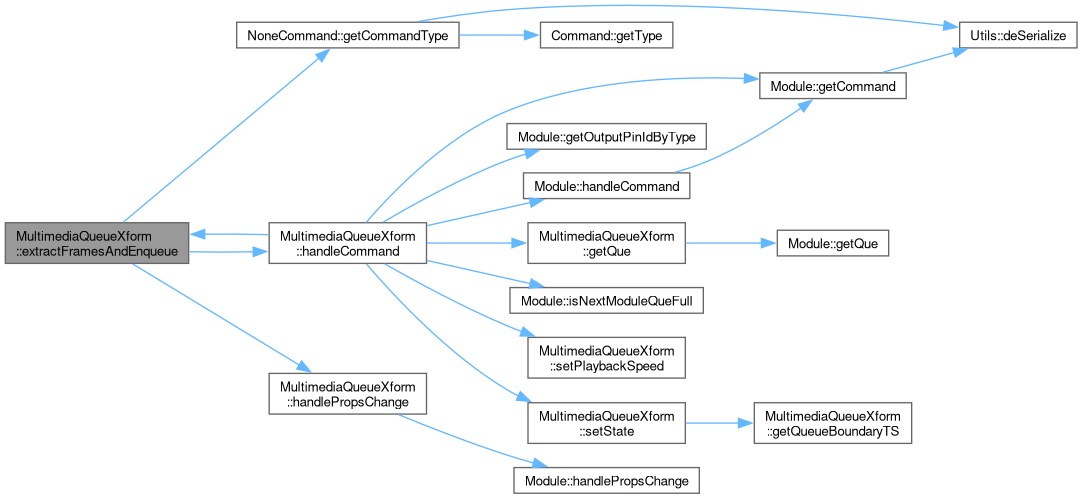 NoneCommand::getCommandType
Command::getType
Utils::deSerialize
Module::getCommand
Module::getOutputPinIdByType
Module::handleCommand
MultimediaQueueXform
::extractFramesAndEnqueue
MultimediaQueueXform
::handleCommand
MultimediaQueueXform
::getQue
Module::getQue
Module::isNextModuleQueFull
MultimediaQueueXform
::setPlaybackSpeed
MultimediaQueueXform
::handlePropsChange
MultimediaQueueXform
::setState
MultimediaQueueXform
::getQueueBoundaryTS
Module::handlePropsChange